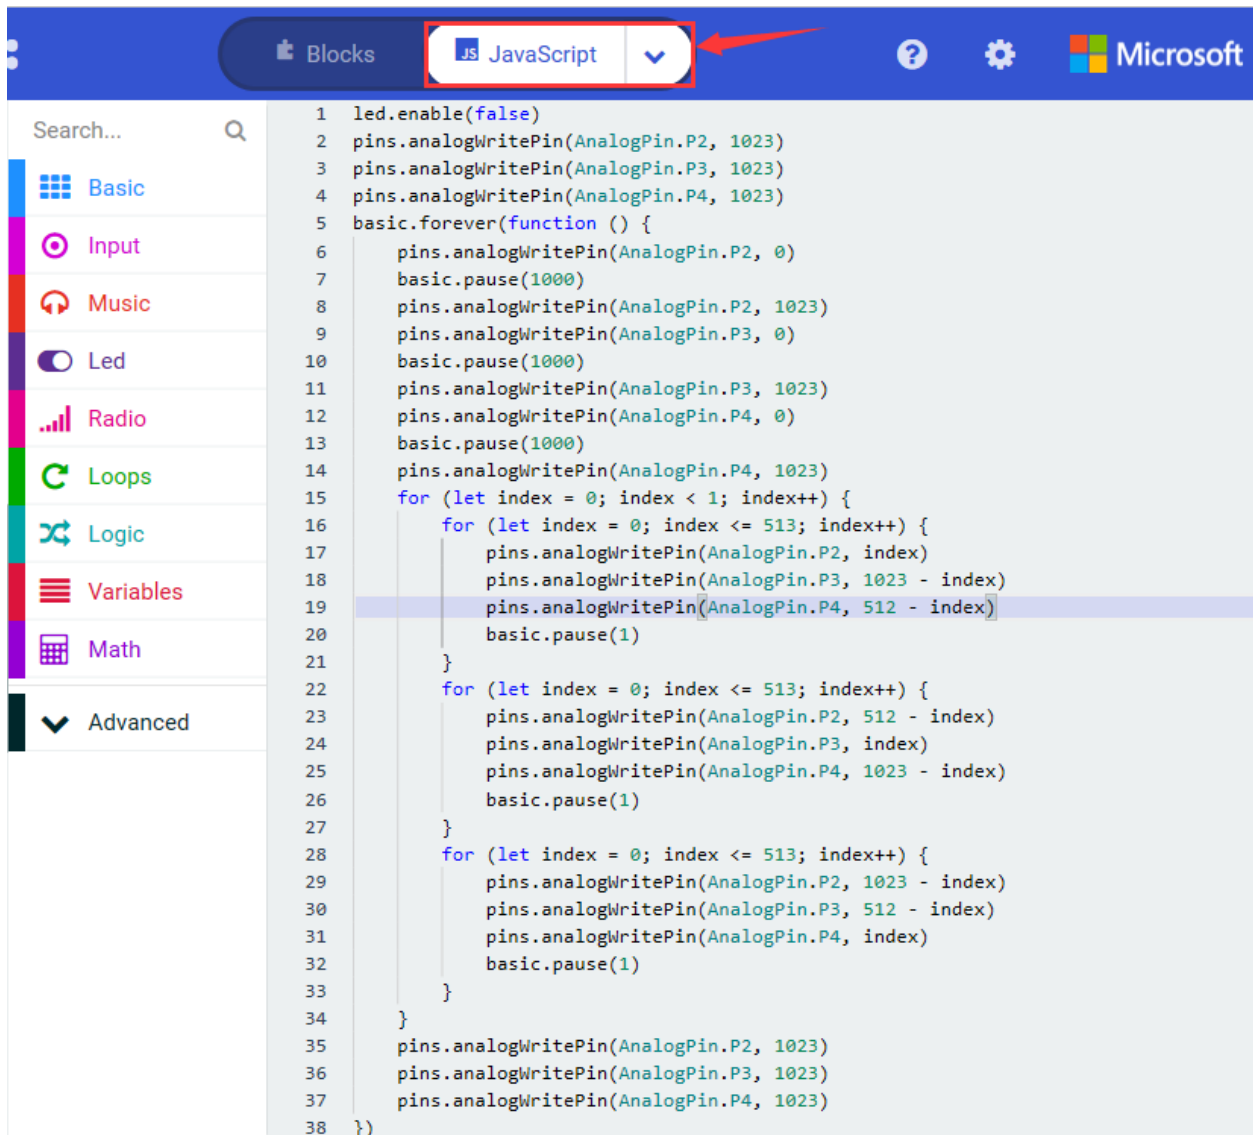 Blocks
JS JavaScript
?
Microsoft
Search...
Basic
Input
Music
Led
Radio
Loops
Logic
Variables
Math
Advanced
1 led.enable(false)
2 pins.analogWritePin(AnalogPin.P2, 1023)
3 pins.analogWritePin(AnalogPin.P3, 1023)
4 pins.analogWritePin(AnalogPin.P4, 1023)
5 basic.forever(function () {
6     pins.analogWritePin(AnalogPin.P2, 0)
7     basic.pause(1000)
8     pins.analogWritePin(AnalogPin.P2, 1023)
9     pins.analogWritePin(AnalogPin.P3, 0)
10     basic.pause(1000)
11     pins.analogWritePin(AnalogPin.P3, 1023)
12     pins.analogWritePin(AnalogPin.P4, 0)
13     basic.pause(1000)
14     pins.analogWritePin(AnalogPin.P4, 1023)
15     for (let index = 0; index < 1; index++) {
16         for (let index = 0; index <= 513; index++) {
17             pins.analogWritePin(AnalogPin.P2, index)
18             pins.analogWritePin(AnalogPin.P3, 1023 - index)
19             pins.analogWritePin(AnalogPin.P4, 512 - index)
20             basic.pause(1)
21         }
22         for (let index = 0; index <= 513; index++) {
23             pins.analogWritePin(AnalogPin.P2, 512 - index)
24             pins.analogWritePin(AnalogPin.P3, index)
25             pins.analogWritePin(AnalogPin.P4, 1023 - index)
26             basic.pause(1)
27         }
28         for (let index = 0; index <= 513; index++) {
29             pins.analogWritePin(AnalogPin.P2, 1023 - index)
30             pins.analogWritePin(AnalogPin.P3, 512 - index)
31             pins.analogWritePin(AnalogPin.P4, index)
32             basic.pause(1)
33         }
34     }
35     pins.analogWritePin(AnalogPin.P2, 1023)
36     pins.analogWritePin(AnalogPin.P3, 1023)
37     pins.analogWritePin(AnalogPin.P4, 1023)
38 })